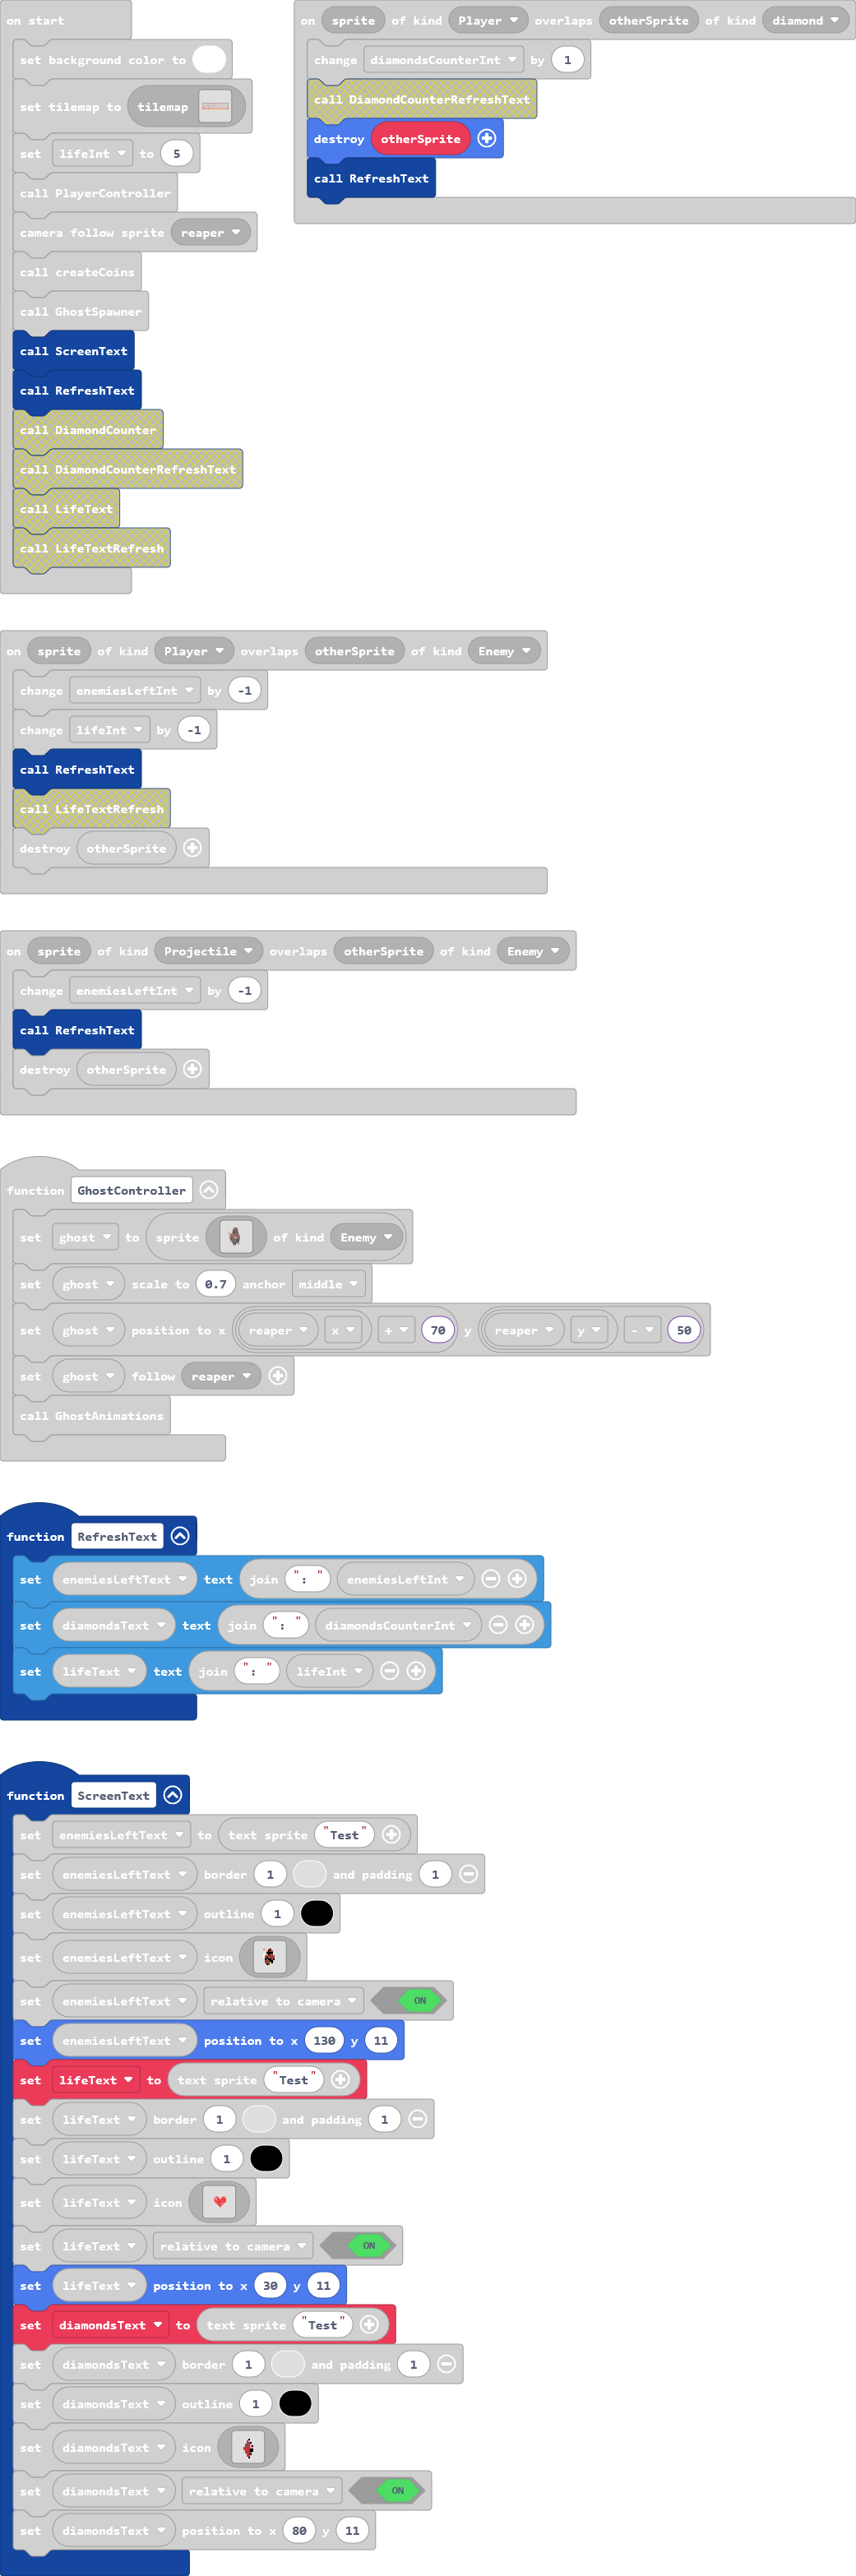 on start
set background color to
set tilemap to tilemap
set lifeInt to 5
call PlayerController
camera follow sprite reaper
call createCoins
call GhostSpawner
call ScreenText
call RefreshText
call DiamondCounter
call DiamondCounterRefreshText
call LifeText
call LifeTextRefresh
on sprite of kind Player overlaps otherSprite of kind diamond
change diamondsCounterInt by 1
call DiamondCounterRefreshText
destroy otherSprite
call RefreshText
on sprite of kind Player overlaps otherSprite of kind Enemy
change enemiesLeftInt by -1
change lifeInt by -1
call RefreshText
call LifeTextRefresh
destroy otherSprite
on sprite of kind Projectile overlaps otherSprite of kind Enemy
change enemiesLeftInt by -1
call RefreshText
destroy otherSprite
function GhostController
set ghost to sprite of kind Enemy
set ghost scale to 0.7 anchor middle
set ghost position to x reaper x + 70 y reaper y - 50
set ghost follow reaper
call GhostAnimations
function RefreshText
set enemiesLeftText text join ": " enemiesLeftInt
set diamondsText text join ": " diamondsCounterInt
set lifeText text join ": " lifeInt
function ScreenText
set enemiesLeftText to text sprite "Test"
set enemiesLeftText border 1 and padding 1
set enemiesLeftText outline 1
set enemiesLeftText icon
set enemiesLeftText relative to camera ON
set enemiesLeftText position to x 130 y 11
set lifeText to text sprite "Test"
set lifeText border 1 and padding 1
set lifeText outline 1
set lifeText icon
set lifeText relative to camera ON
set lifeText position to x 30 y 11
set diamondsText to text sprite "Test"
set diamondsText border 1 and padding 1
set diamondsText outline 1
set diamondsText icon
set diamondsText relative to camera ON
set diamondsText position to x 80 y 11